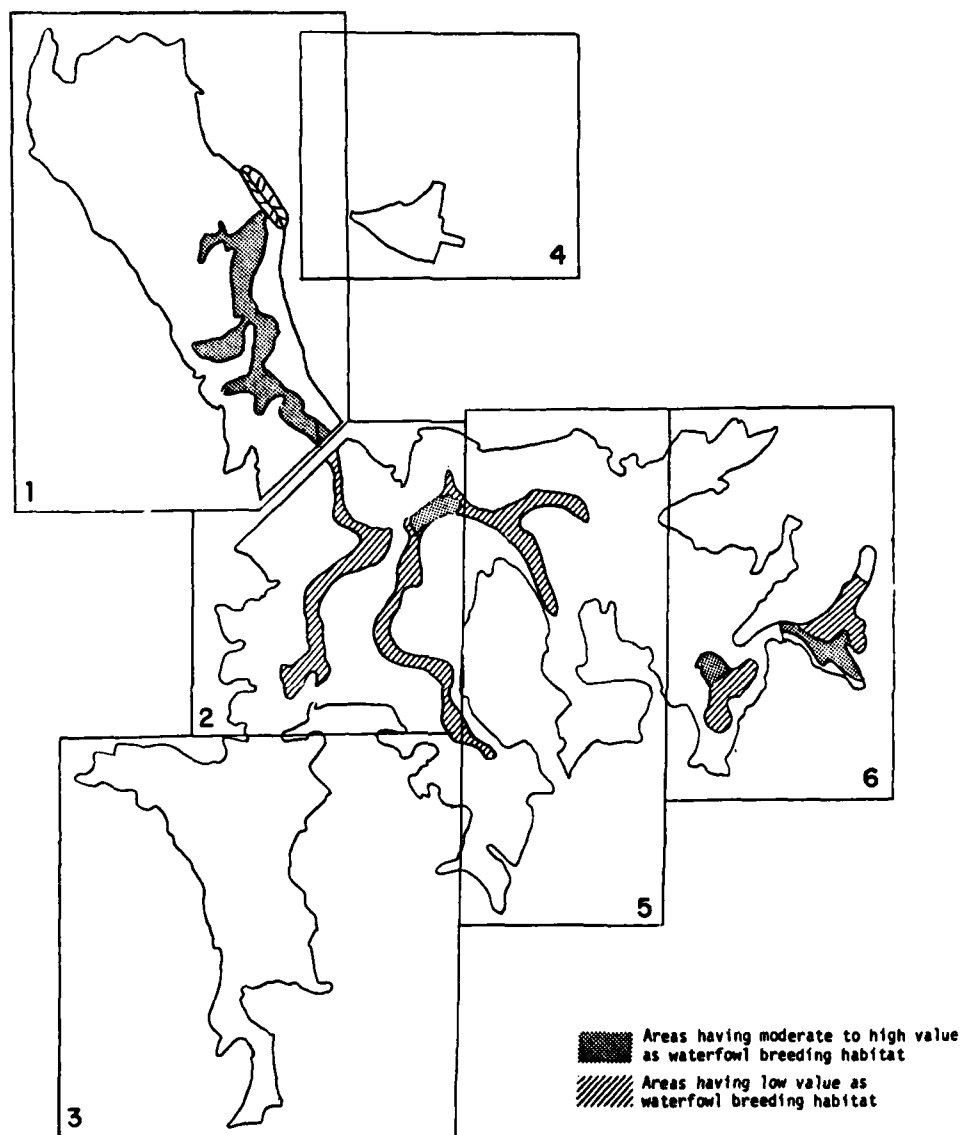 4
1
2
6
5
3
Areas having moderate to high value
as waterfowl breeding habitat
Areas having low value as
waterfowl breeding habitat